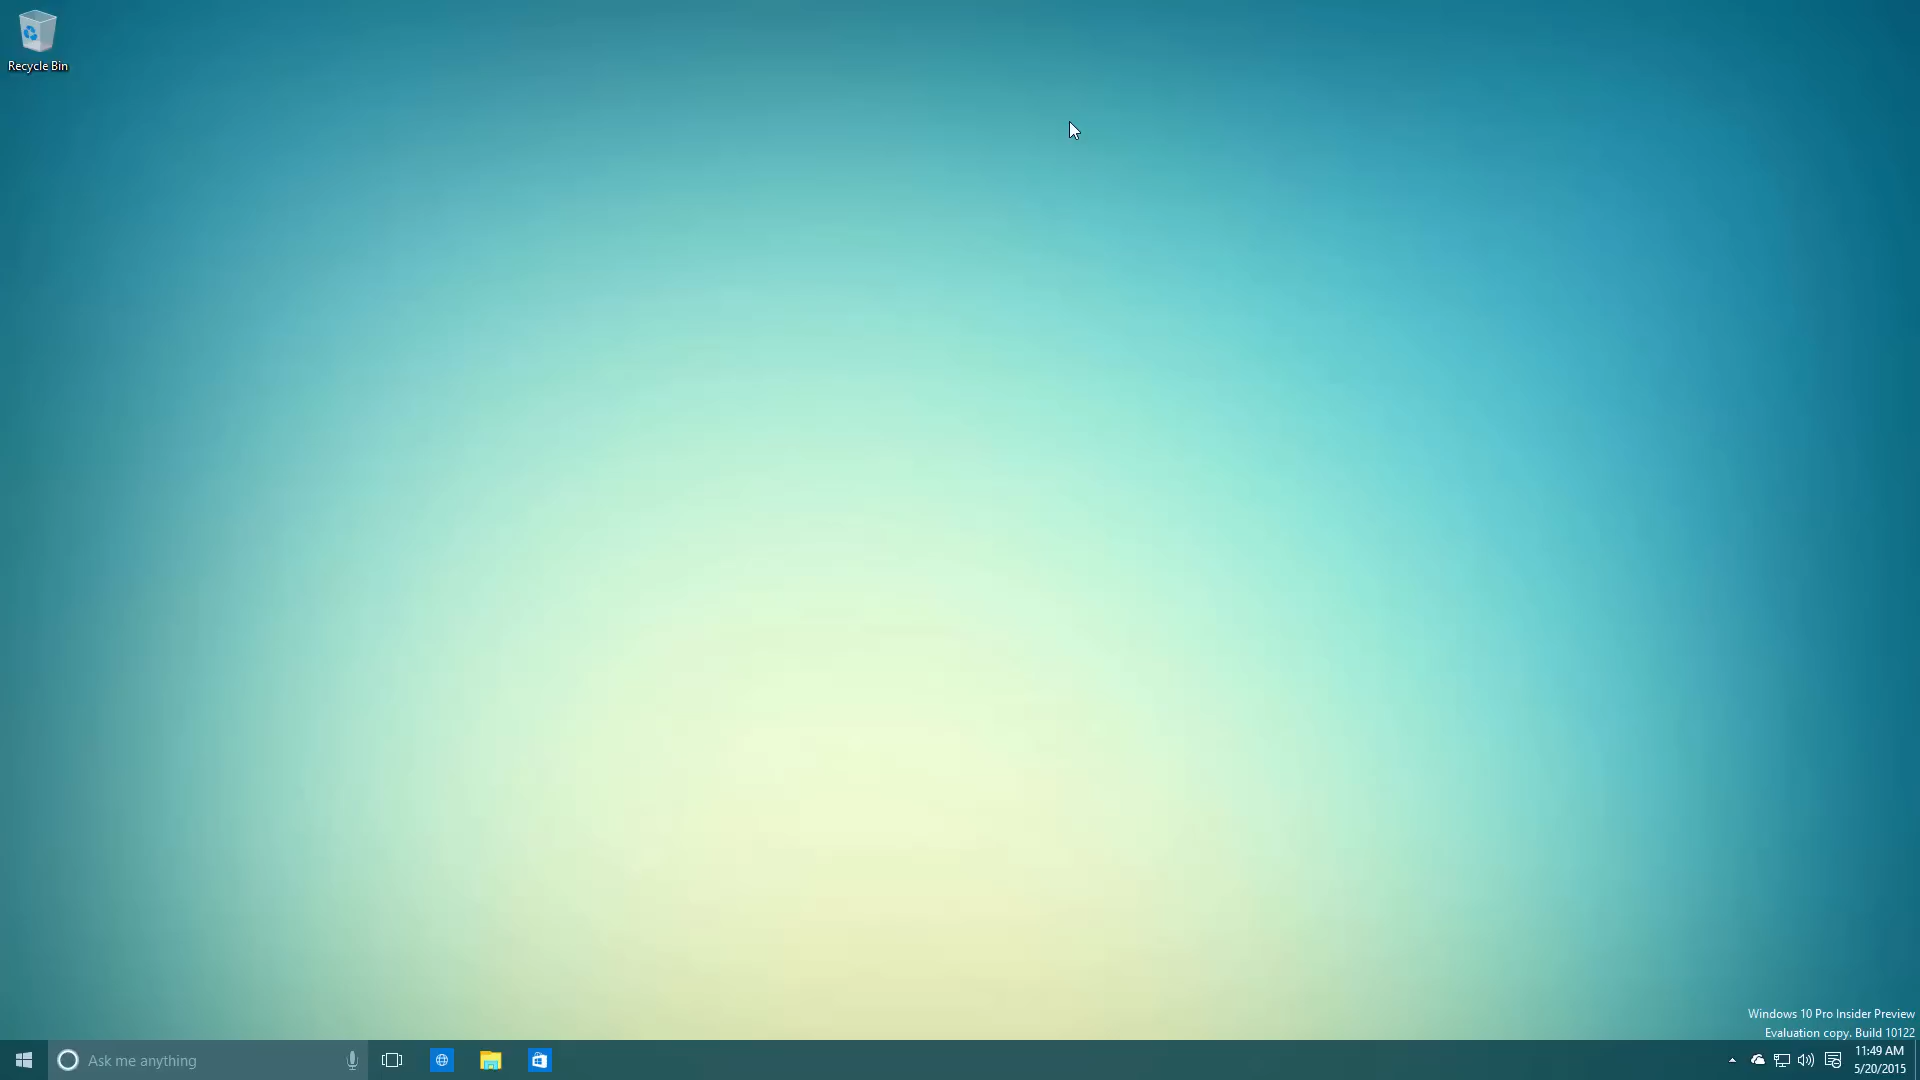 Recycle Bin
Windows 10 Pro Insider Preview
Evaluation copy. Build 10122
Ask me anything
11:49 AM
5/20/2015